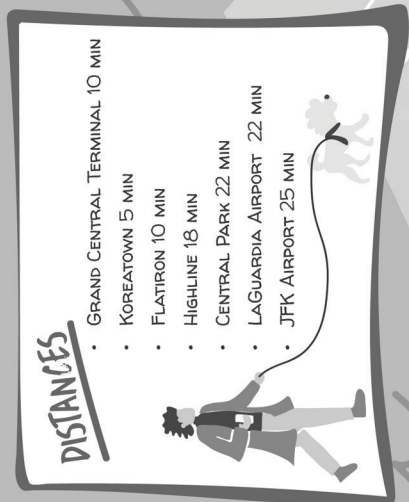 DISTANCES
• GRAND CENTRAL TERMINAL 10 MIN
• KOREATOWN 5 MIN
• FLATIRON 10 MIN
• HIGHLINE 18 MIN
• CENTRAL PARK 22 MIN
• LAGUARDIA AIRPORT 22 MIN
• JFK AIRPORT 25 MIN